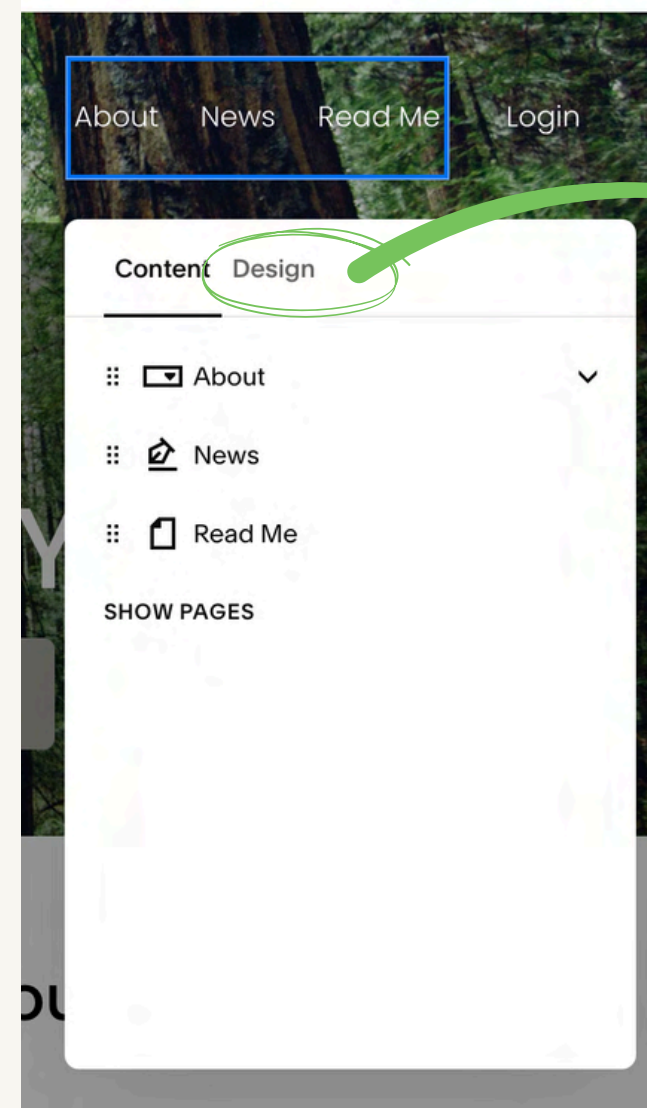 About News Read Me Login
Content Design
About
News
Read Me
SHOW PAGES